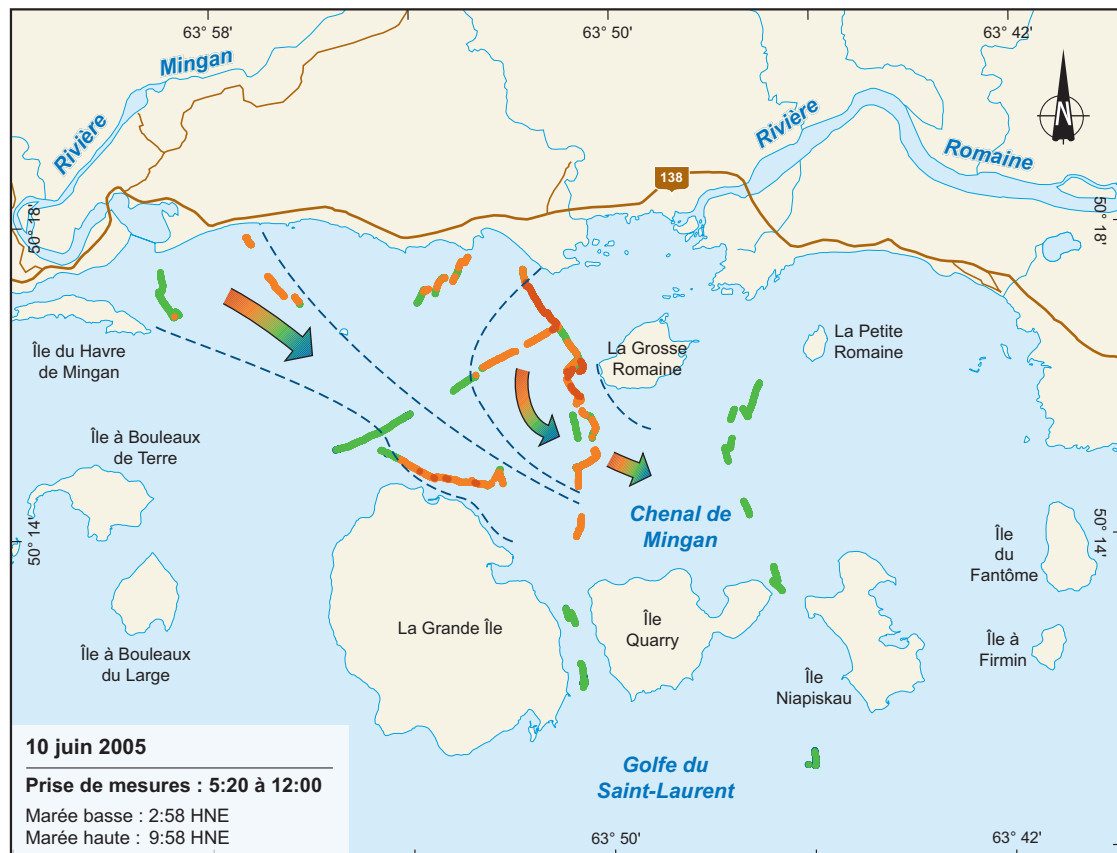 63° 58'
63° 50'
63° 42'
Rivière
Mingan
Rivière
Romaine
N
138
50° 18'
50° 18'
Île du Havre
de Mingan
La Grosse
Romaine
La Petite
Romaine
Île à Bouleaux
de Terre
Chenal de
Mingan
50° 14'
50° 14'
Île
du
Fantôme
La Grande Île
Île
Quarry
Île à
Firmin
Île à Bouleaux
du Large
Île
Niapiskau
Golfe du
Saint-Laurent
10 juin 2005
Prise de mesures : 5:20 à 12:00
Marée basse : 2:58 HNE
Marée haute : 9:58 HNE
63° 50'
63° 42'